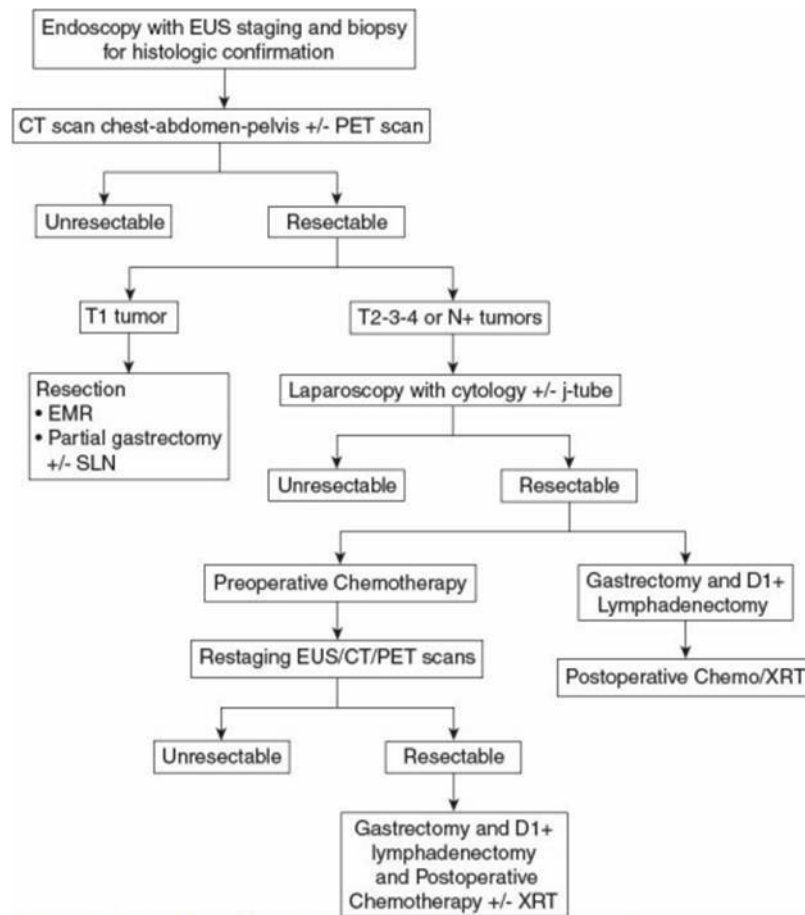 Endoscopy with EUS staging and biopsy
for histologic confirmation
CT scan chest-abdomen-pelvis +/- PET scan
Unresectable
Resectable
T1 tumor
T2-3-4 or N+ tumors
Resection
• EMR
• Partial gastrectomy
+/- SLN
Laparoscopy with cytology +/- j-tube
Unresectable
Resectable
Preoperative Chemotherapy
Gastrectomy and D1+
Lymphadenectomy
Restaging EUS/CT/PET scans
Postoperative Chemo/XRT
Unresectable
Resectable
Gastrectomy and D1+
lymphadenectomy
and Postoperative
Chemotherapy +/- XRT